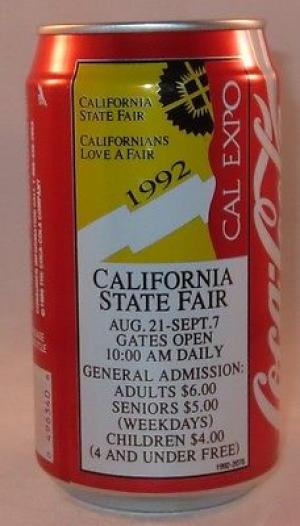 CALIFORNIA
STATE FAIR
CALIFORNIANS
LOVE A FAIR
1992
CAL EXPO
CALIFORNIA
STATE FAIR
AUG. 21-SEPT.7
GATES OPEN
10:00 AM DAILY
GENERAL ADMISSION:
ADULTS $6.00
SENIORS $5.00
(WEEKDAYS)
CHILDREN $4.00
(4 AND UNDER FREE)
Coca-Cola